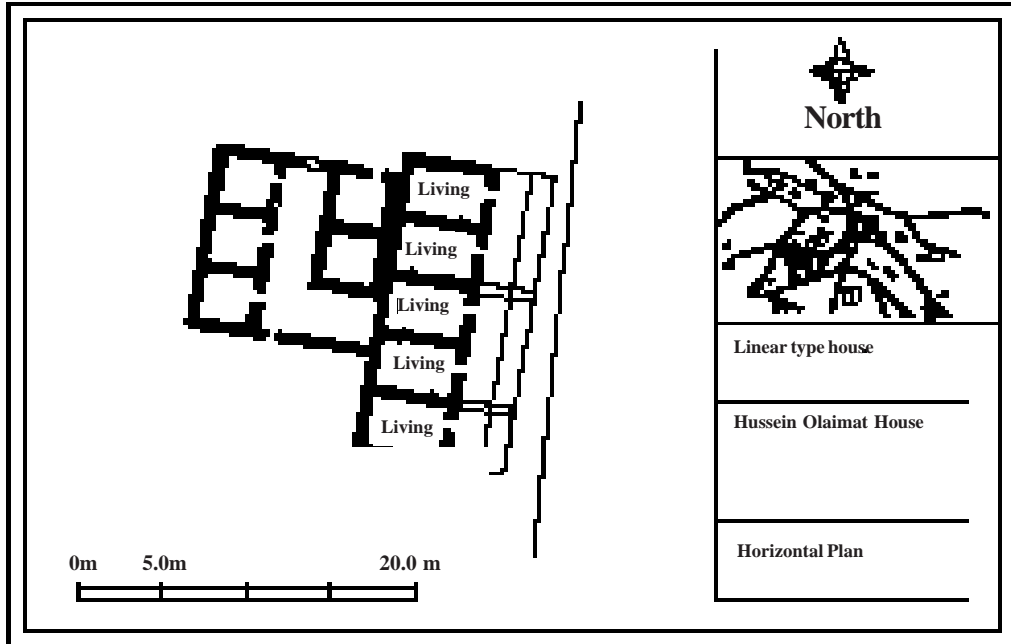 North
Living
Living
Living
Living
Living
Linear type house
Hussein Olaimat House
Horizontal Plan
0m 5.0m 20.0 m